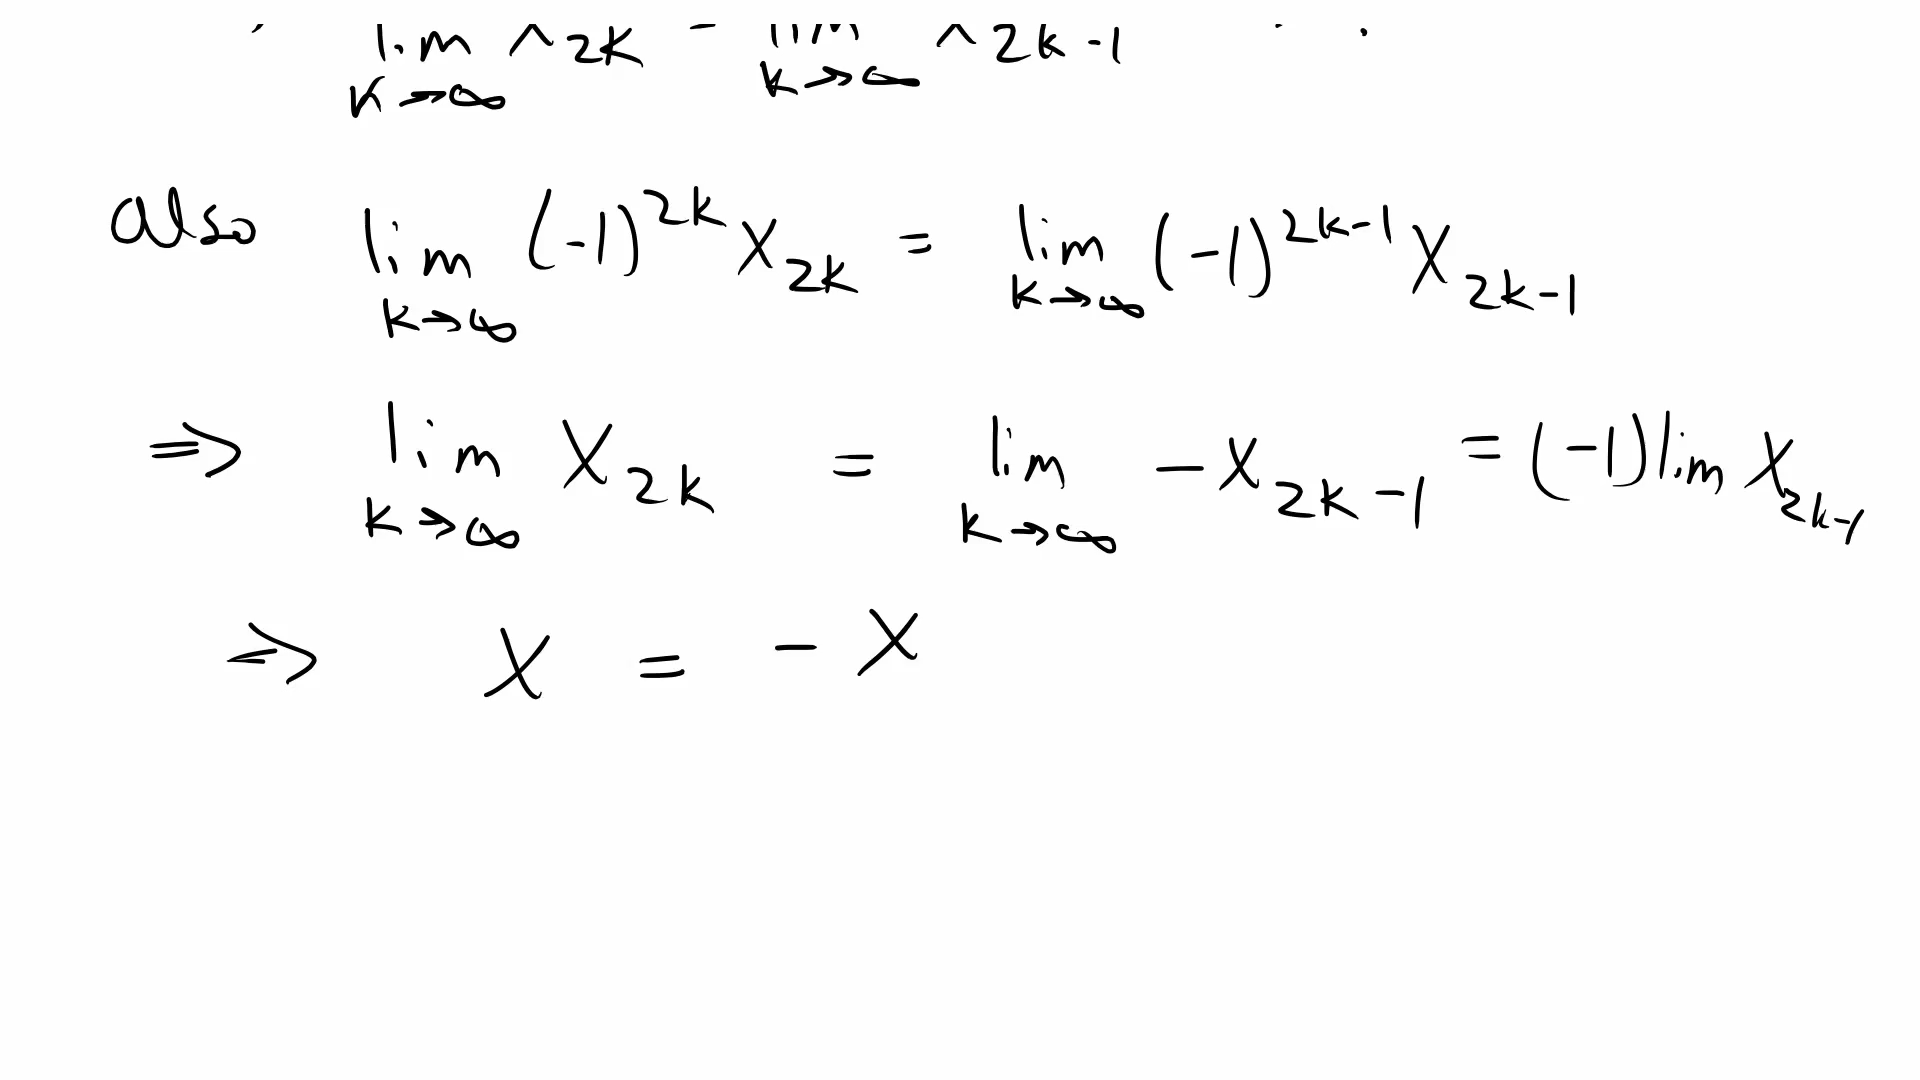 lim k→∞ x_{2k} = lim k→∞ x_{2k-1}
also lim k→∞ (-1)^{2k} x_{2k} = lim k→∞ (-1)^{2k-1} x_{2k-1}
⇒ lim k→∞ x_{2k} = lim k→∞ -x_{2k-1} = (-1) lim x_{2k-1}
⇒ x = -x